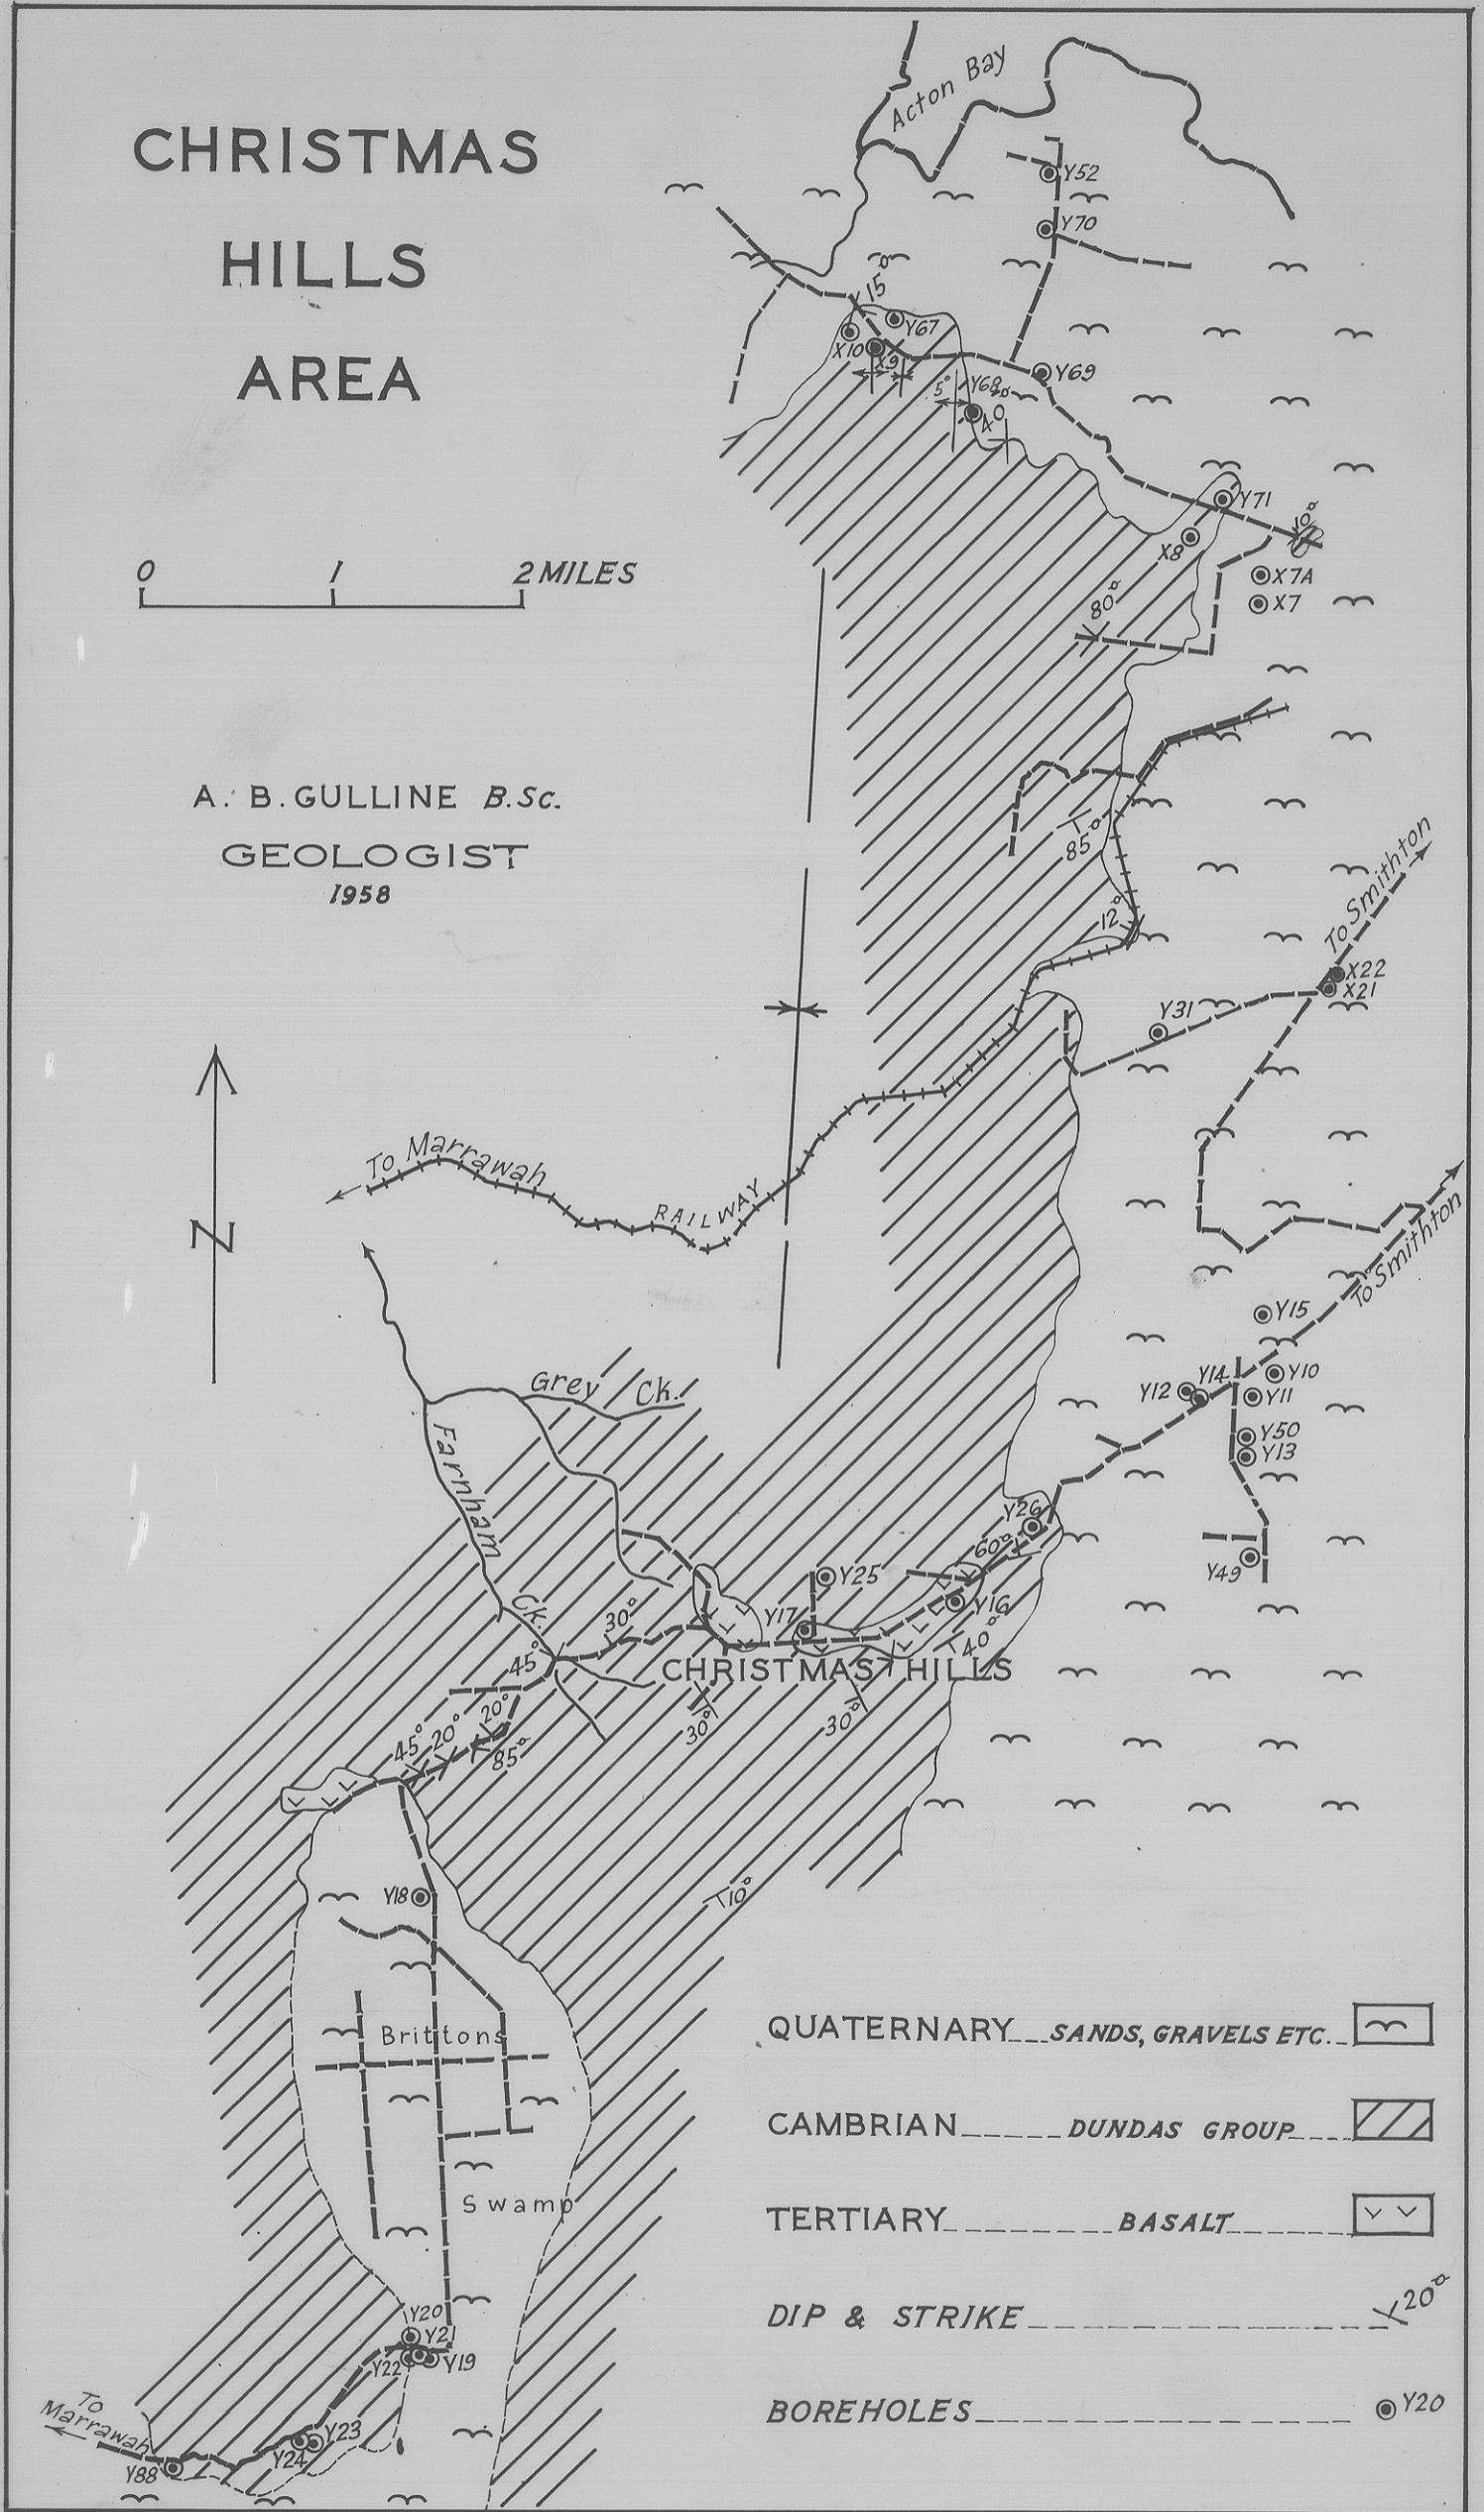 CHRISTMAS
HILLS
AREA
0 1 2 MILES
A. B. GULLINE B.Sc.
GEOLOGIST
1958
N
Acton Bay
Y52
Y70
15°
Y67
X10
X9
Y69
5°
Y68
40
Y71
X8
X7A
X7
80°
85°
12°
To Smithton
X22
X21
Y31
To Marrawah
RAILWAY
To Smithton
Y15
Y14
Y12
Y10
Y11
Y50
Y13
Grey Ck.
Farnham Ck.
Y26
60°
Y49
Y25
Y17
Y16
30°
45°
40°
CHRISTMAS HILLS
30°
30°
45°
20°
20°
85°
Y18
10°
Brittons
Swamp
Y20
Y21
Y22
Y19
Y23
Y24
To
Marrawah
Y88
QUATERNARY SANDS, GRAVELS ETC.
CAMBRIAN DUNDAS GROUP
TERTIARY BASALT
DIP & STRIKE 20°
BOREHOLES Y20